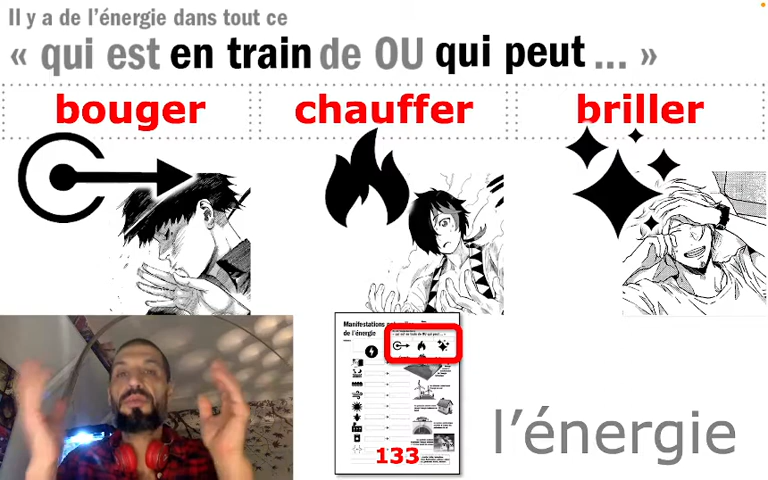 Il y a de l’énergie dans tout ce
« qui est en train de OU qui peut ... »
bouger
chauffer
briller
Manifestations
de l’énergie
133
l’énergie